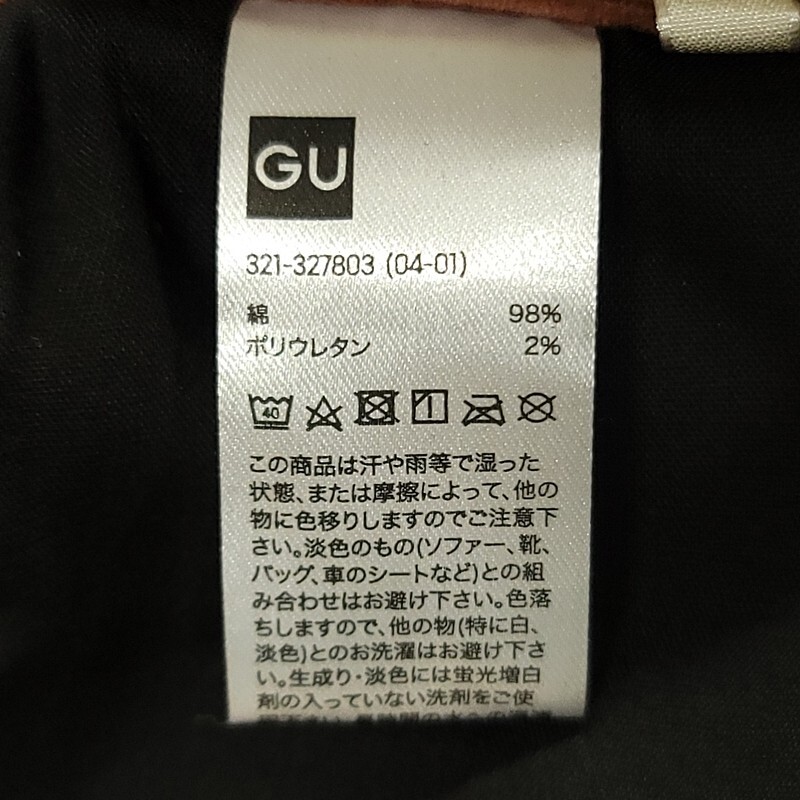 GU
321-327803 (04-01)
綿 98%
ポリウレタン 2%
40
この商品は汗や雨等で湿った
状態、または摩擦によって、他の
物に色移りしますのでご注意下
さい。淡色のもの(ソファー、靴、
バッグ、車のシートなど)との組
み合わせはお避け下さい。色落
ちしますので、他の物(特に白、
淡色)とのお洗濯はお避け下さ
い。生成り・淡色には蛍光増白
剤の入っていない洗剤をご使